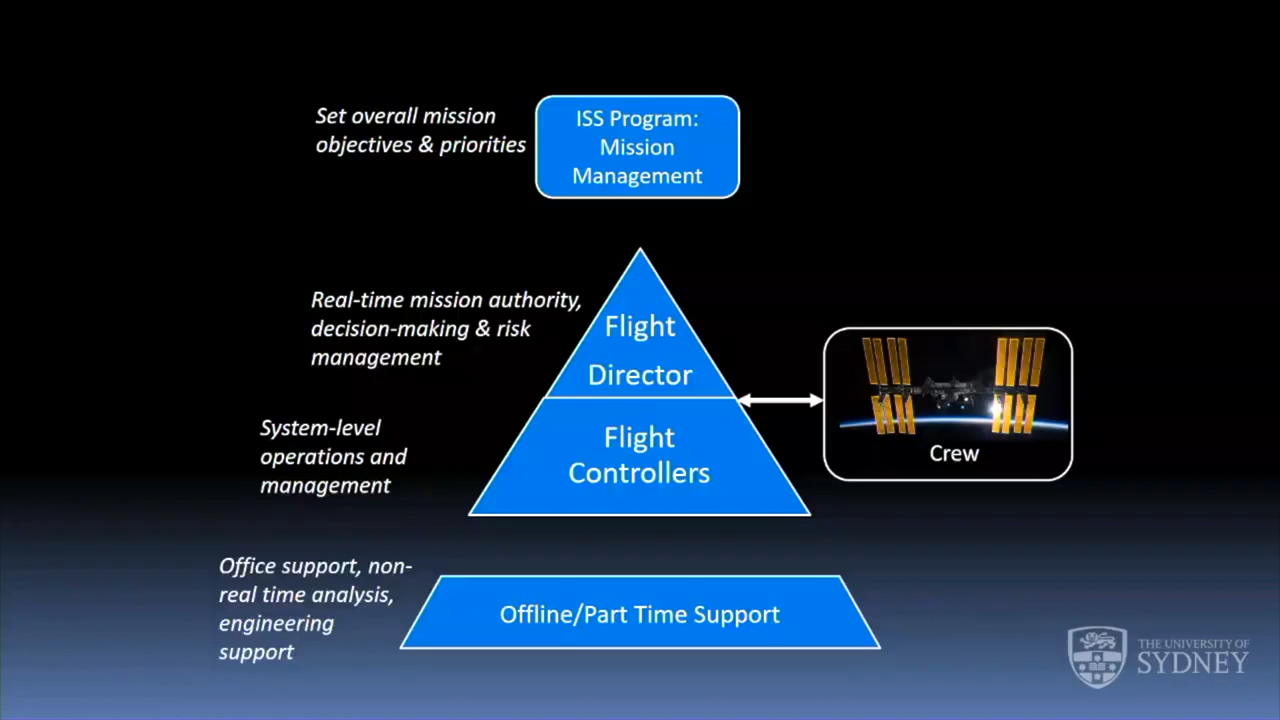 Set overall mission
objectives & priorities
ISS Program:
Mission
Management
Real-time mission authority,
decision-making & risk
management
Flight
Director
System-level
operations and
management
Flight
Controllers
Crew
Office support, non-
real time analysis,
engineering
support
Offline/Part Time Support
THE UNIVERSITY OF
SYDNEY